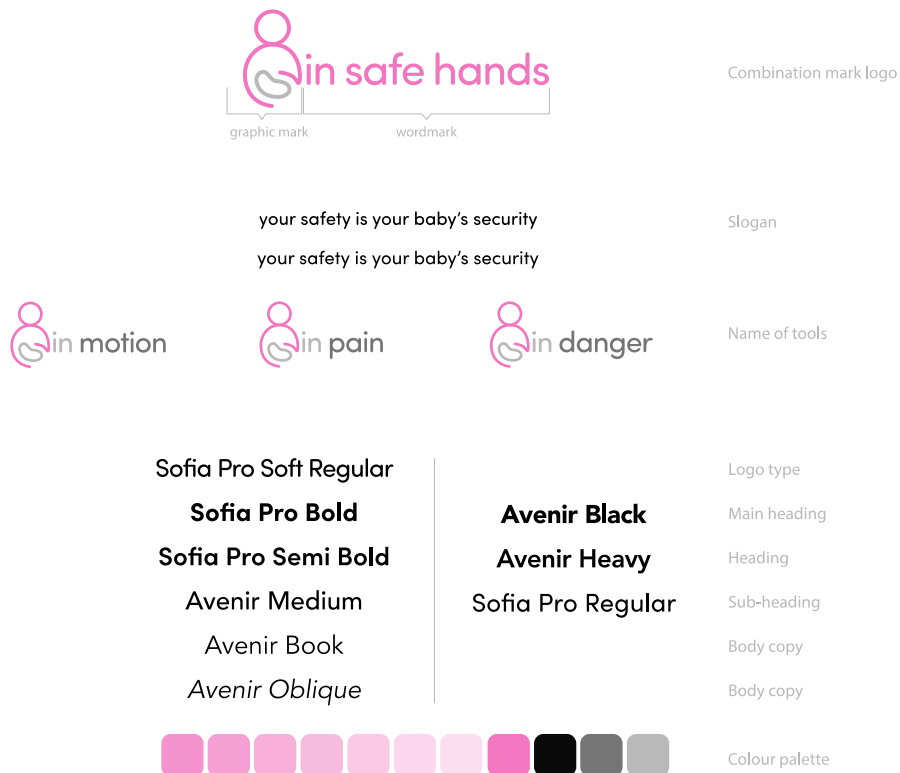 in safe hands
Combination mark logo
graphic mark
wordmark
your safety is your baby’s security
Slogan
your safety is your baby’s security
in motion
in pain
in danger
Name of tools
Sofia Pro Soft Regular
Logo type
Sofia Pro Bold
Avenir Black
Main heading
Sofia Pro Semi Bold
Avenir Heavy
Heading
Avenir Medium
Sofia Pro Regular
Sub-heading
Avenir Book
Body copy
Avenir Oblique
Body copy
Colour palette